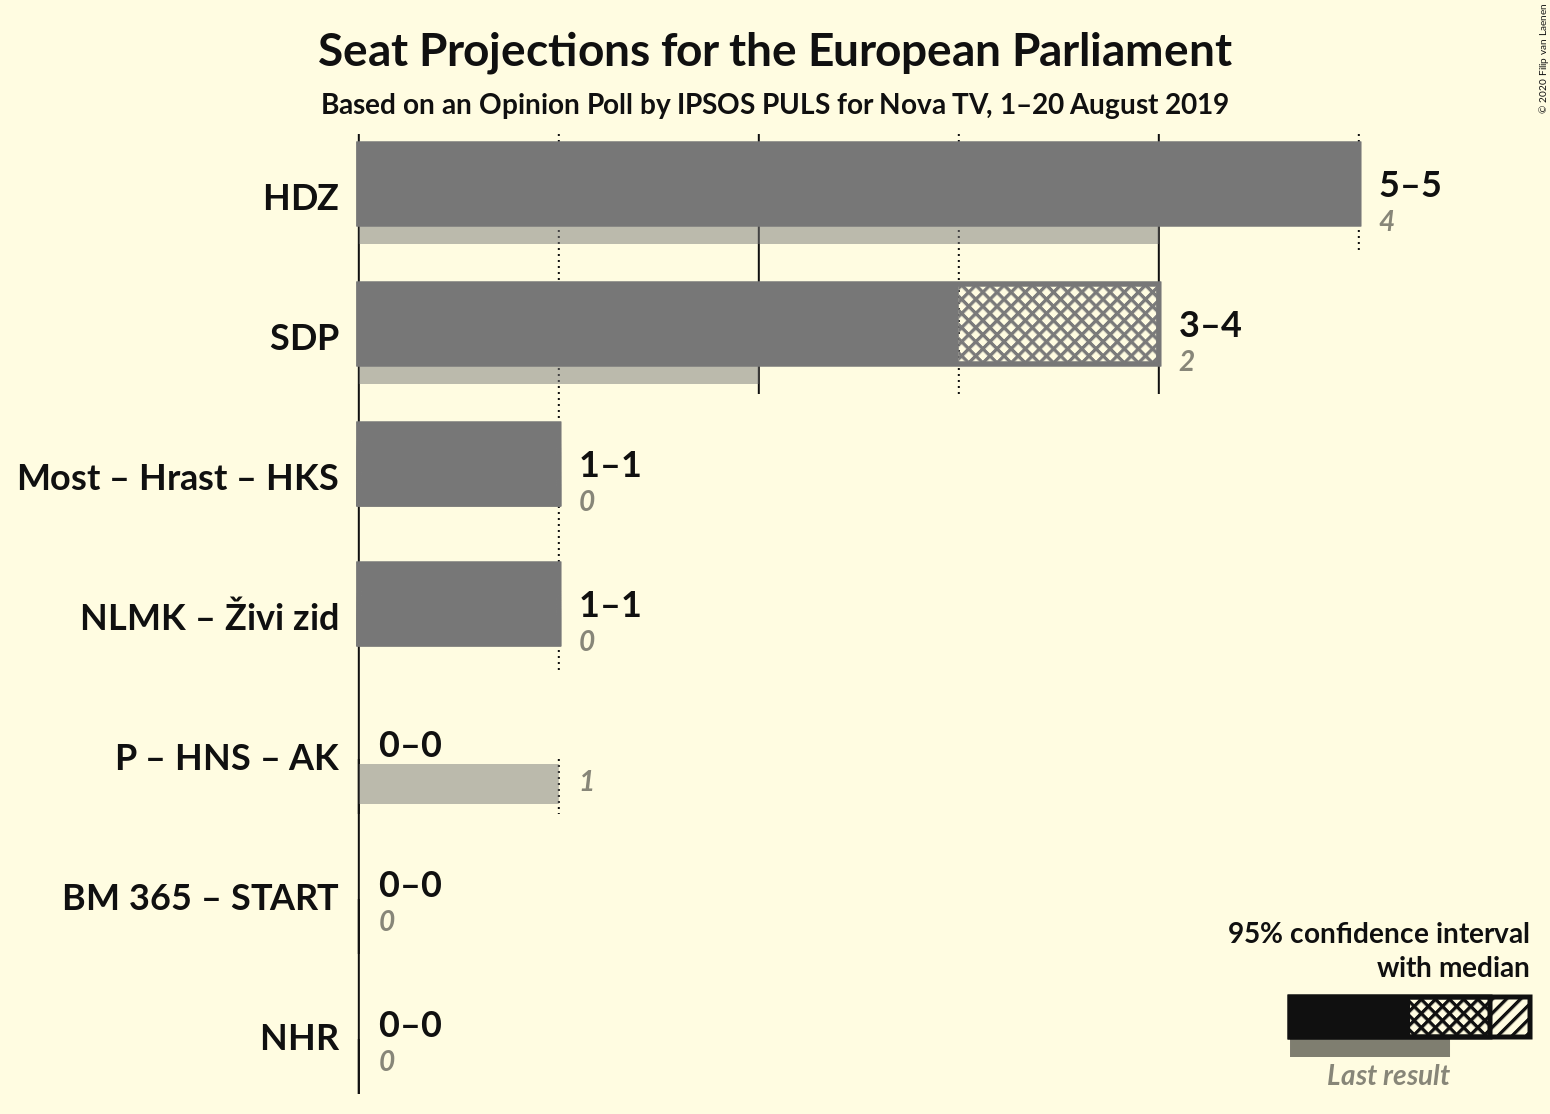 Seat Projections for the European Parliament
Based on an Opinion Poll by IPSOS PULS for Nova TV, 1–20 August 2019
© 2020 Filip van Laenen
HDZ
5–5
4
SDP
3–4
2
Most – Hrast – HKS
1–1
0
NLMK – Živi zid
1–1
0
P – HNS – AK
0–0
1
BM 365 – START
0–0
0
NHR
0–0
0
95% confidence interval
with median
Last result